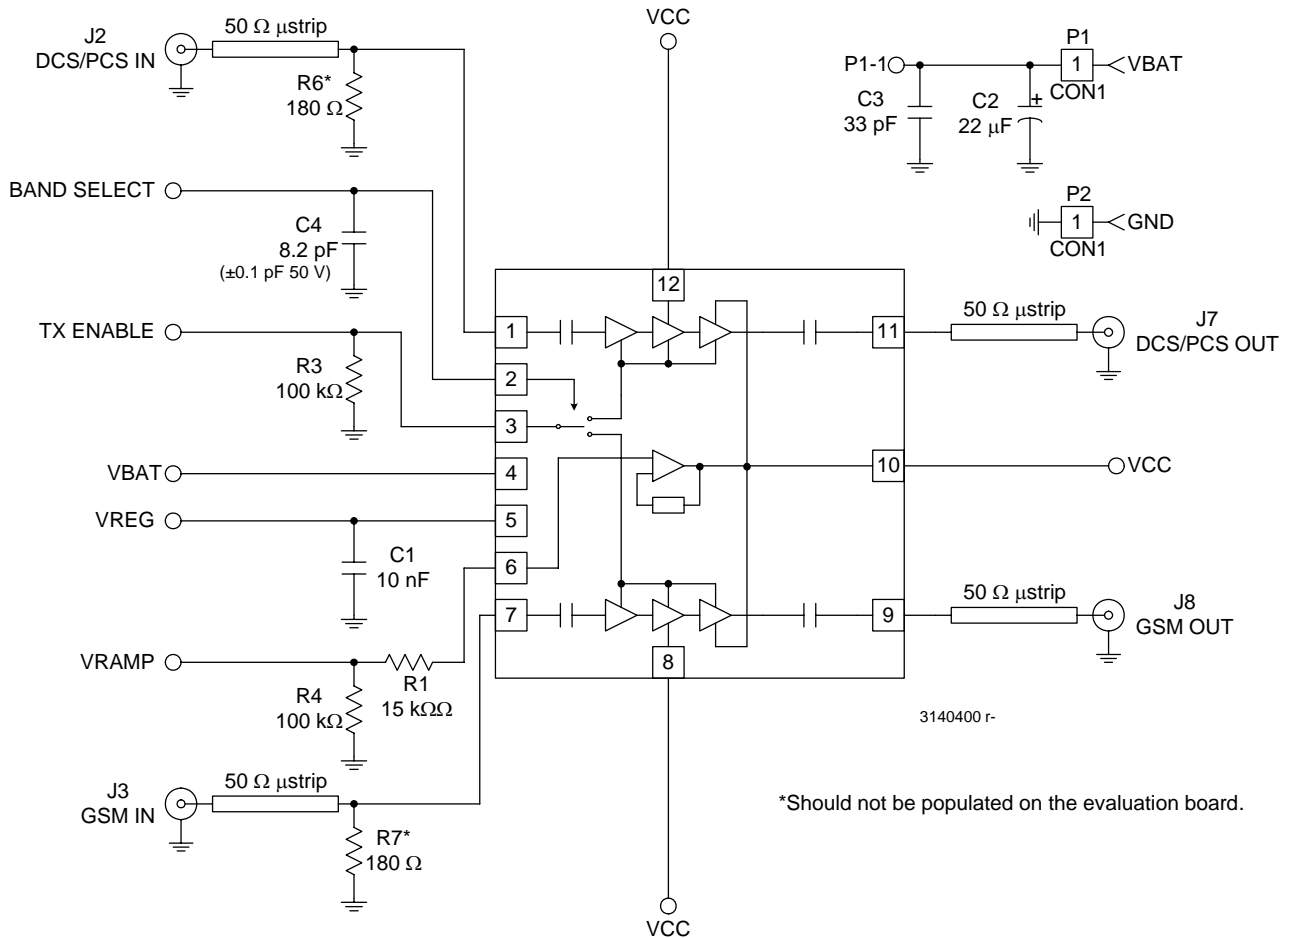 VCC
J2
DCS/PCS IN
50 Ω μstrip
R6*
180 Ω
P1-1
C3
33 pF
C2
22 μF
+
P1
1
CON1
VBAT
BAND SELECT
C4
8.2 pF
(±0.1 pF 50 V)
P2
1
CON1
GND
12
TX ENABLE
R3
100 kΩ
1
11
50 Ω μstrip
J7
DCS/PCS OUT
2
3
VBAT
4
10
VCC
VREG
5
C1
10 nF
6
7
9
50 Ω μstrip
J8
GSM OUT
VRAMP
R4
100 kΩ
R1
15 kΩΩ
8
3140400 r-
J3
GSM IN
50 Ω μstrip
R7*
180 Ω
*Should not be populated on the evaluation board.
VCC